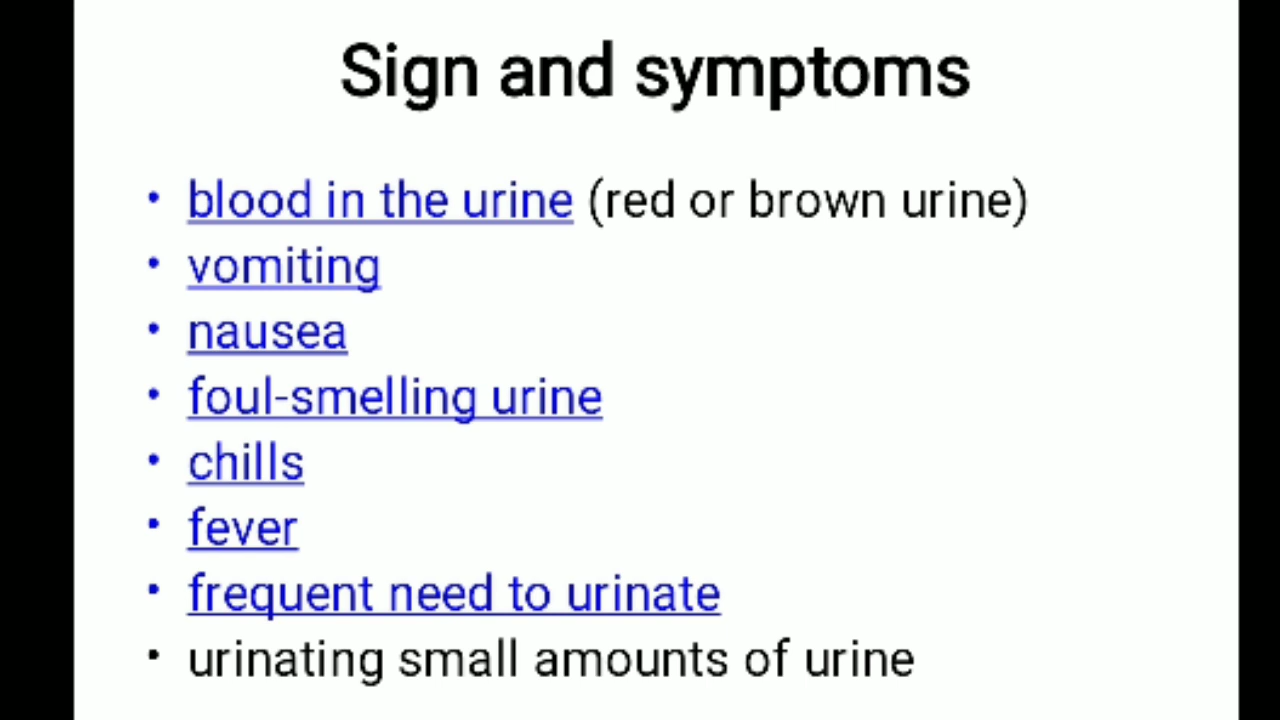 Sign and symptoms
• blood in the urine (red or brown urine)
• vomiting
• nausea
• foul-smelling urine
• chills
• fever
• frequent need to urinate
• urinating small amounts of urine